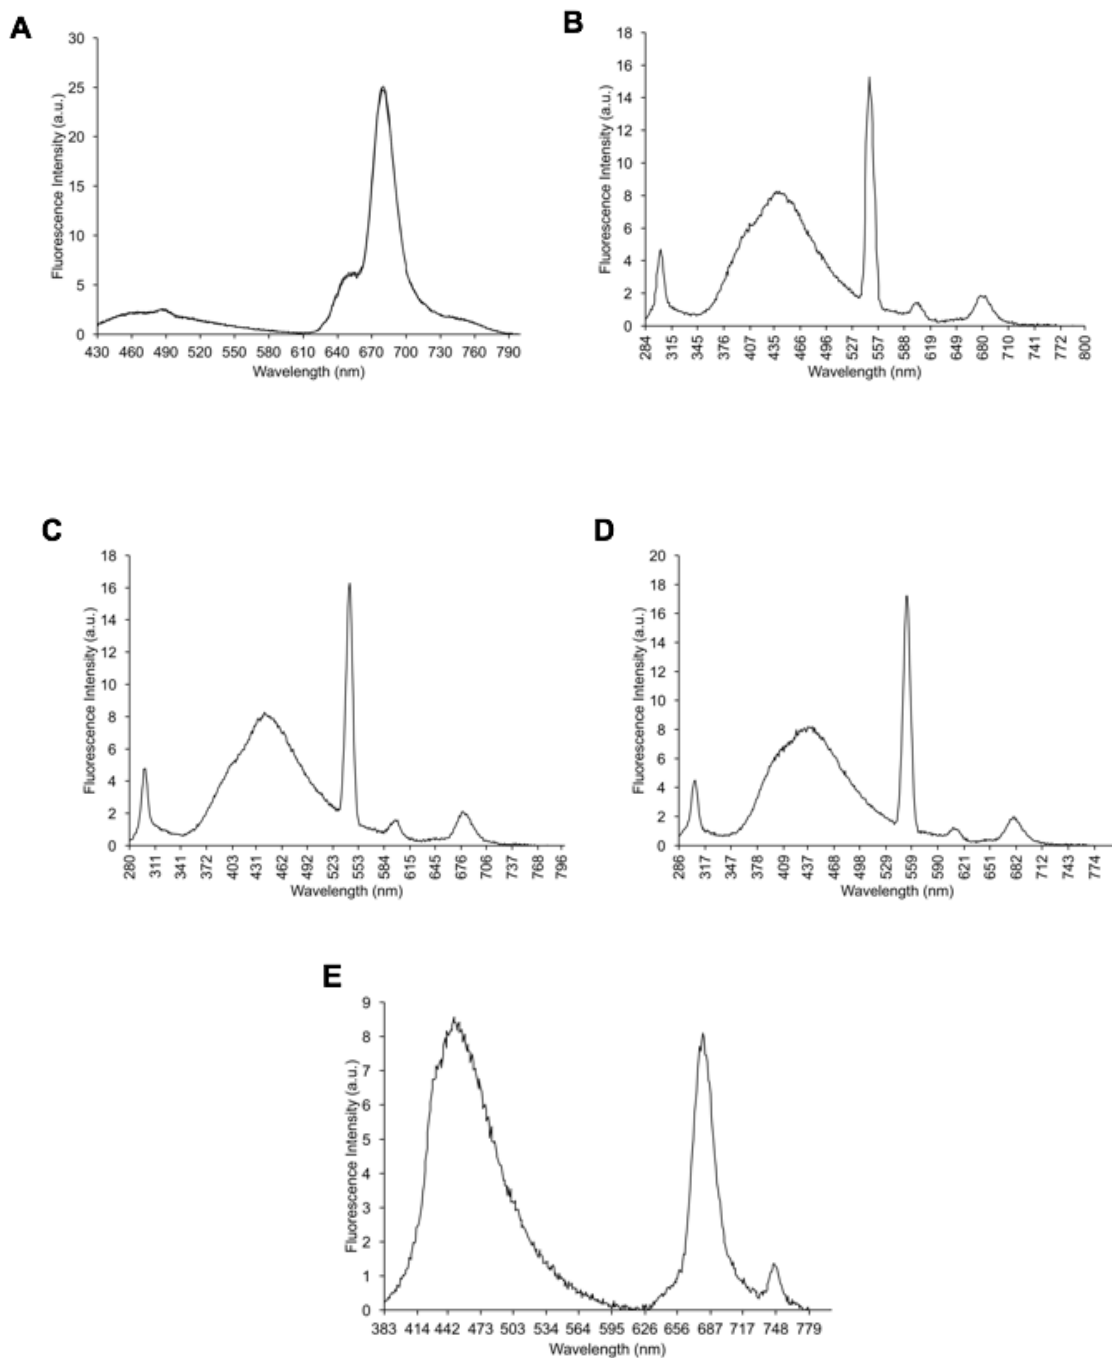 A
Fluorescence Intensity (a.u.)
30
25
20
15
10
5
0
430 460 490 520 550 580 610 640 670 700 730 760 790
Wavelength (nm)
B
Fluorescence Intensity (a.u.)
18
16
14
12
10
8
6
4
2
0
284 315 345 376 407 435 466 496 527 557 588 619 649 680 710 741 772 800
Wavelength (nm)
C
Fluorescence Intensity (a.u.)
18
16
14
12
10
8
6
4
2
0
280 311 341 372 403 431 462 492 523 553 584 615 645 676 706 737 768 796
Wavelength (nm)
D
Fluorescence Intensity (a.u.)
20
18
16
14
12
10
8
6
4
2
0
286 317 347 378 409 437 468 498 529 559 590 621 651 682 712 743 774
Wavelength (nm)
E
Fluorescence Intensity (a.u.)
9
8
7
6
5
4
3
2
1
0
383 414 442 473 503 534 564 595 626 656 687 717 748 779
Wavelength (nm)